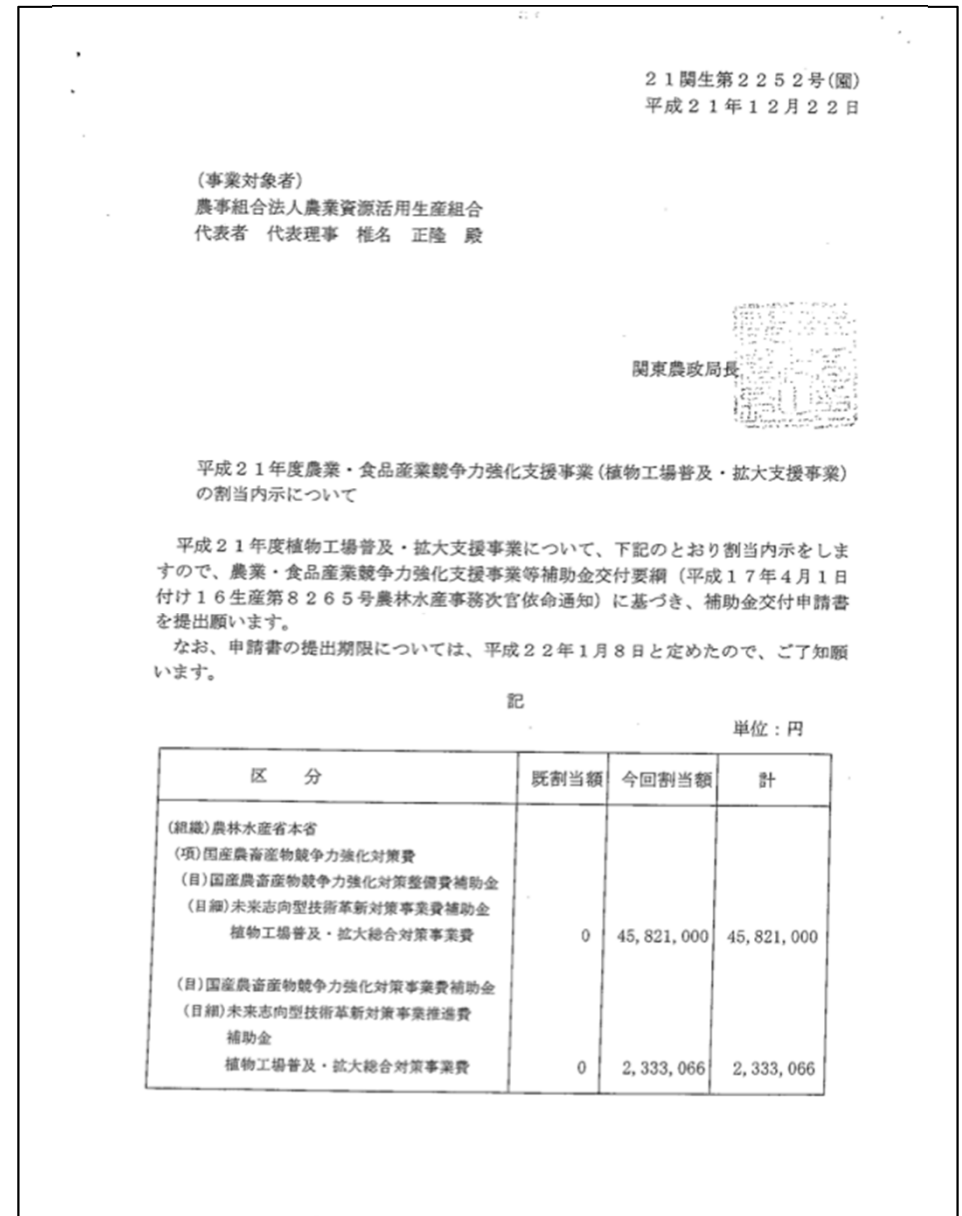 21関生第2252号(園)
平成21年12月22日
(事業対象者)
農事組合法人農業資源活用生産組合
代表者 代表理事 椎名 正隆 殿
関東農政局長
平成21年度農業・食品産業競争力強化支援事業(植物工場普及・拡大支援事業)
の割当内示について
平成21年度植物工場普及・拡大支援事業について、下記のとおり割当内示をしま
すので、農業・食品産業競争力強化支援事業等補助金交付要綱(平成17年4月1日
付け16生産第8265号農林水産事務次官依命通知)に基づき、補助金交付申請書
を提出願います。
なお、申請書の提出期限については、平成22年1月8日と定めたので、ご了知願
います。
記
単位:円
区 分 既割当額 今回割当額 計
(組織)農林水産省本省
(項)国産農畜産物競争力強化対策費
(目)国産農畜産物競争力強化対策整備費補助金
(目細)未来志向型技術革新対策事業費補助金
植物工場普及・拡大総合対策事業費 0 45,821,000 45,821,000
(目)国産農畜産物競争力強化対策事業費補助金
(目細)未来志向型技術革新対策事業推進費
補助金
植物工場普及・拡大総合対策事業費 0 2,333,066 2,333,066